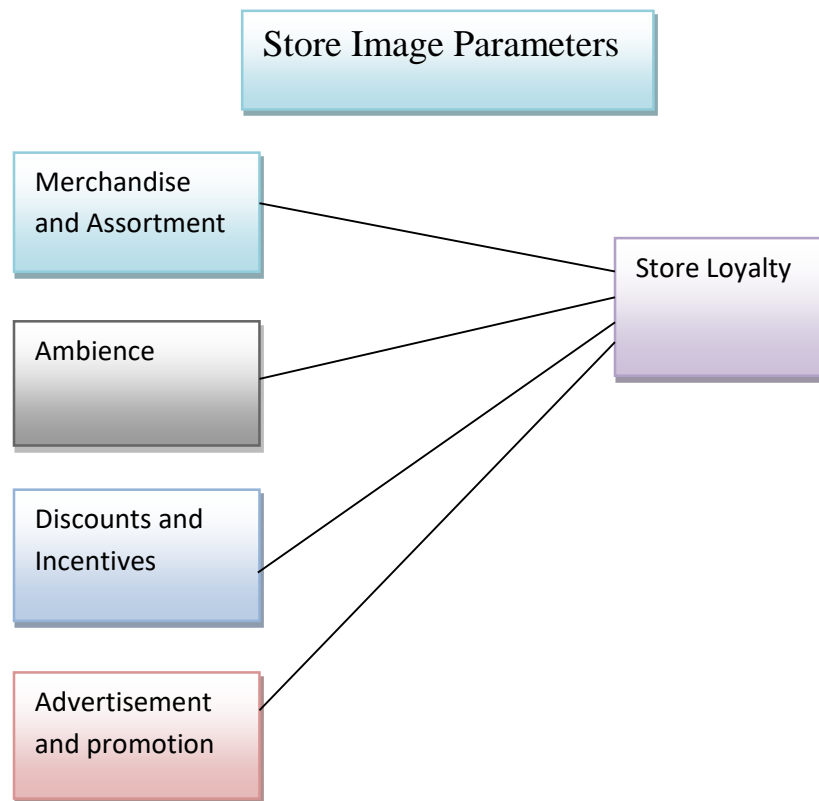 Store Image Parameters
Merchandise
and Assortment
Store Loyalty
Ambience
Discounts and
Incentives
Advertisement
and promotion